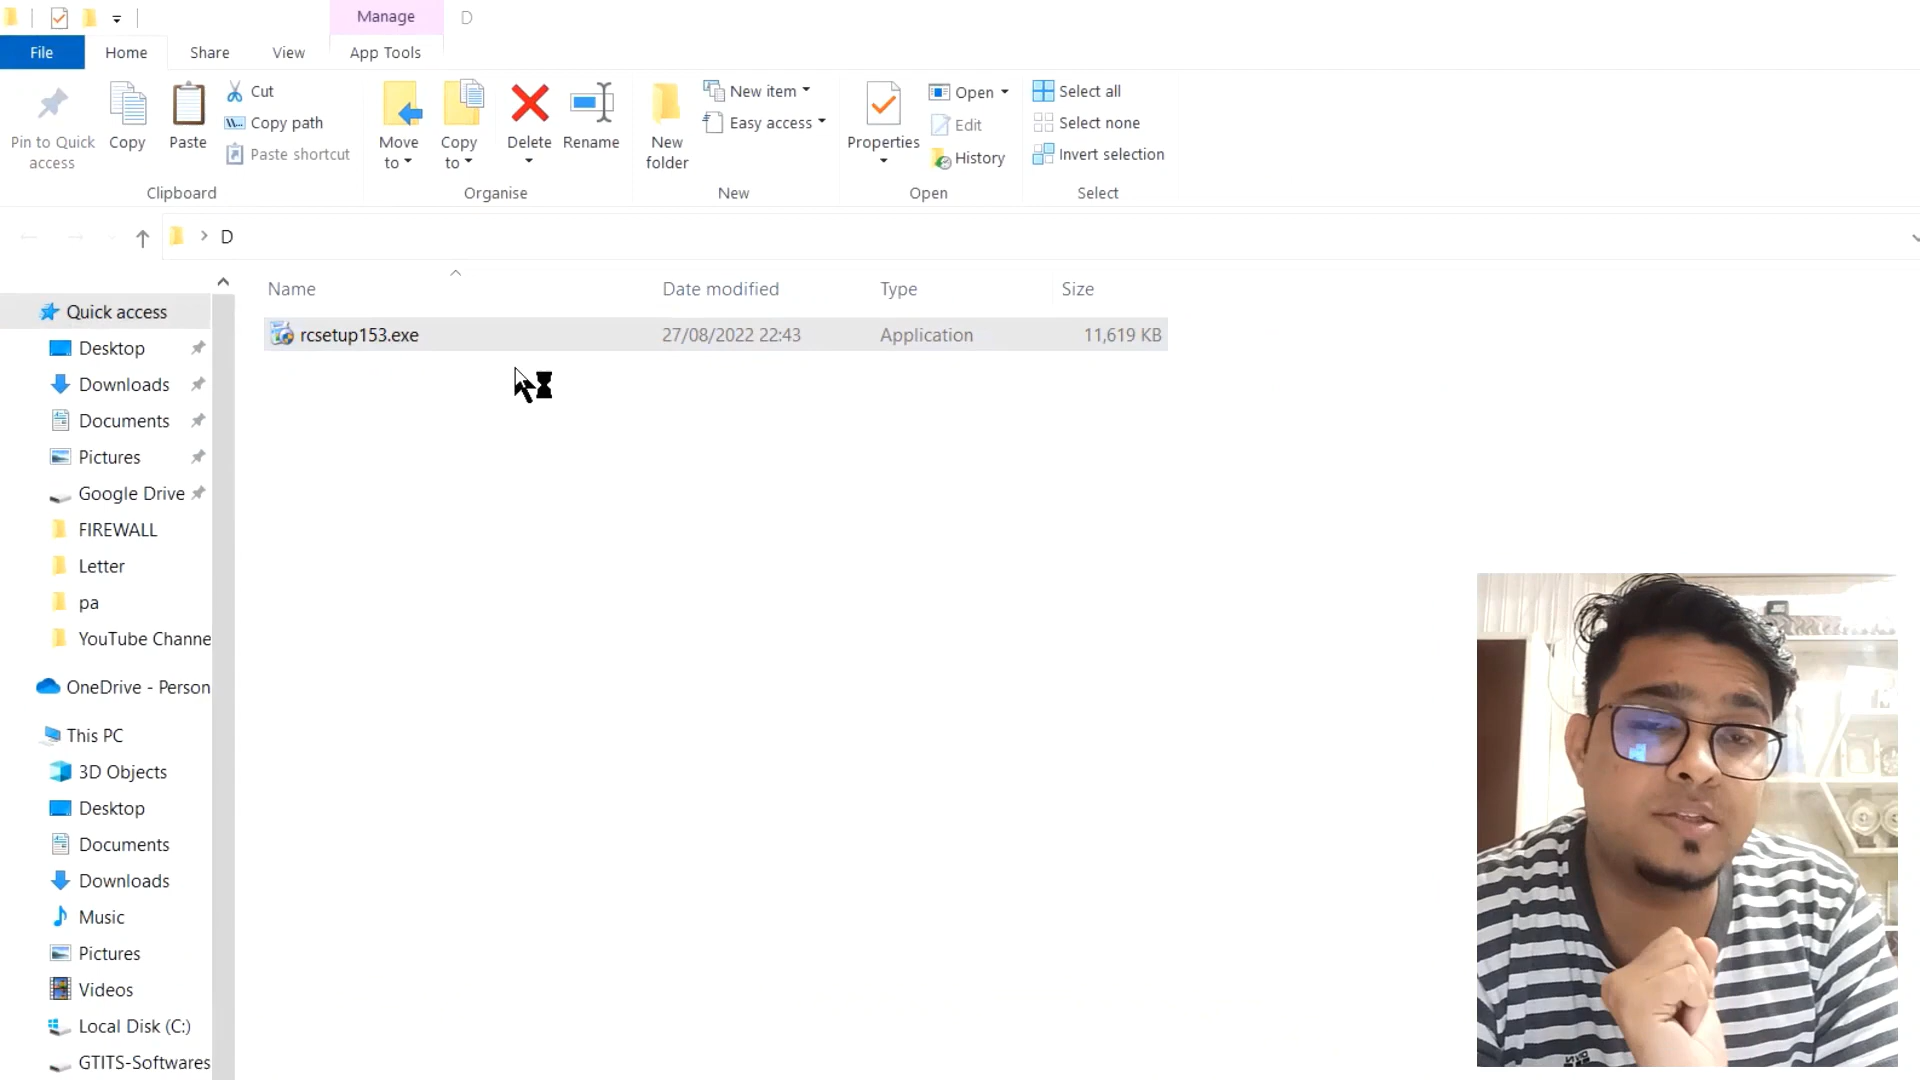 Manage
D
File
Home
Share
View
App Tools
Pin to Quick access
Copy
Paste
Cut
Copy path
Paste shortcut
Move to
Copy to
Delete
Rename
New folder
New item
Easy access
Properties
Open
Edit
History
Select all
Select none
Invert selection
Clipboard
Organise
New
Open
Select
D
Name
Date modified
Type
Size
rcsetup153.exe
27/08/2022 22:43
Application
11,619 KB
Quick access
Desktop
Downloads
Documents
Pictures
Google Drive
FIREWALL
Letter
pa
YouTube Channe
OneDrive - Person
This PC
3D Objects
Desktop
Documents
Downloads
Music
Pictures
Videos
Local Disk (C:)
GTITS-Softwares